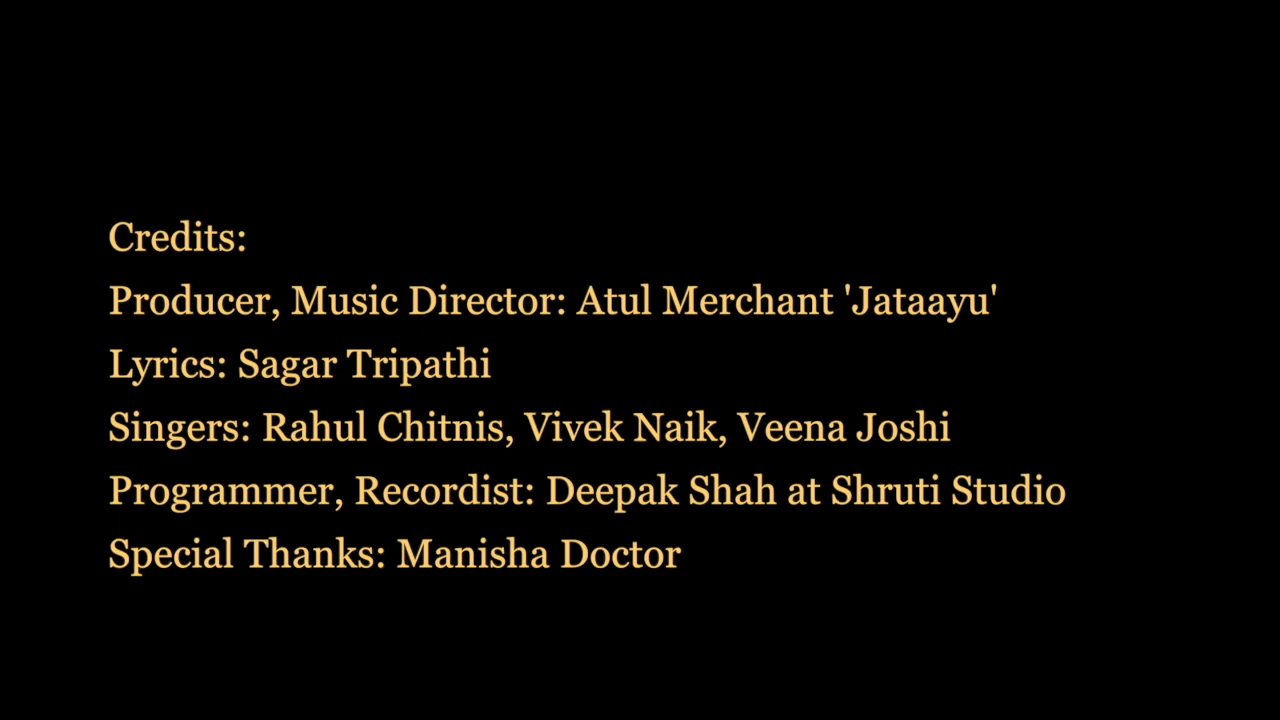 Credits:
Producer, Music Director: Atul Merchant 'Jataayu'
Lyrics: Sagar Tripathi
Singers: Rahul Chitnis, Vivek Naik, Veena Joshi
Programmer, Recordist: Deepak Shah at Shruti Studio
Special Thanks: Manisha Doctor